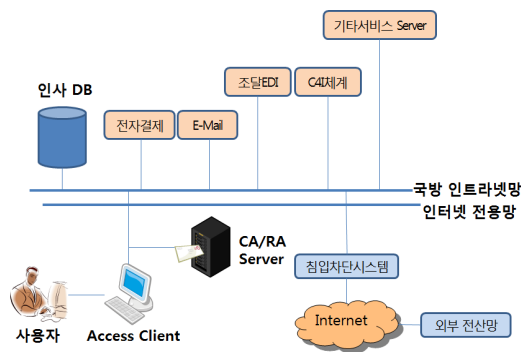 기타서비스 Server
조달EDI
C4I체계
인사 DB
전자결제
E-Mail
국방 인트라넷망
인터넷 전용망
CA/RA
Server
침입차단시스템
사용자
Access Client
Internet
외부 전산망